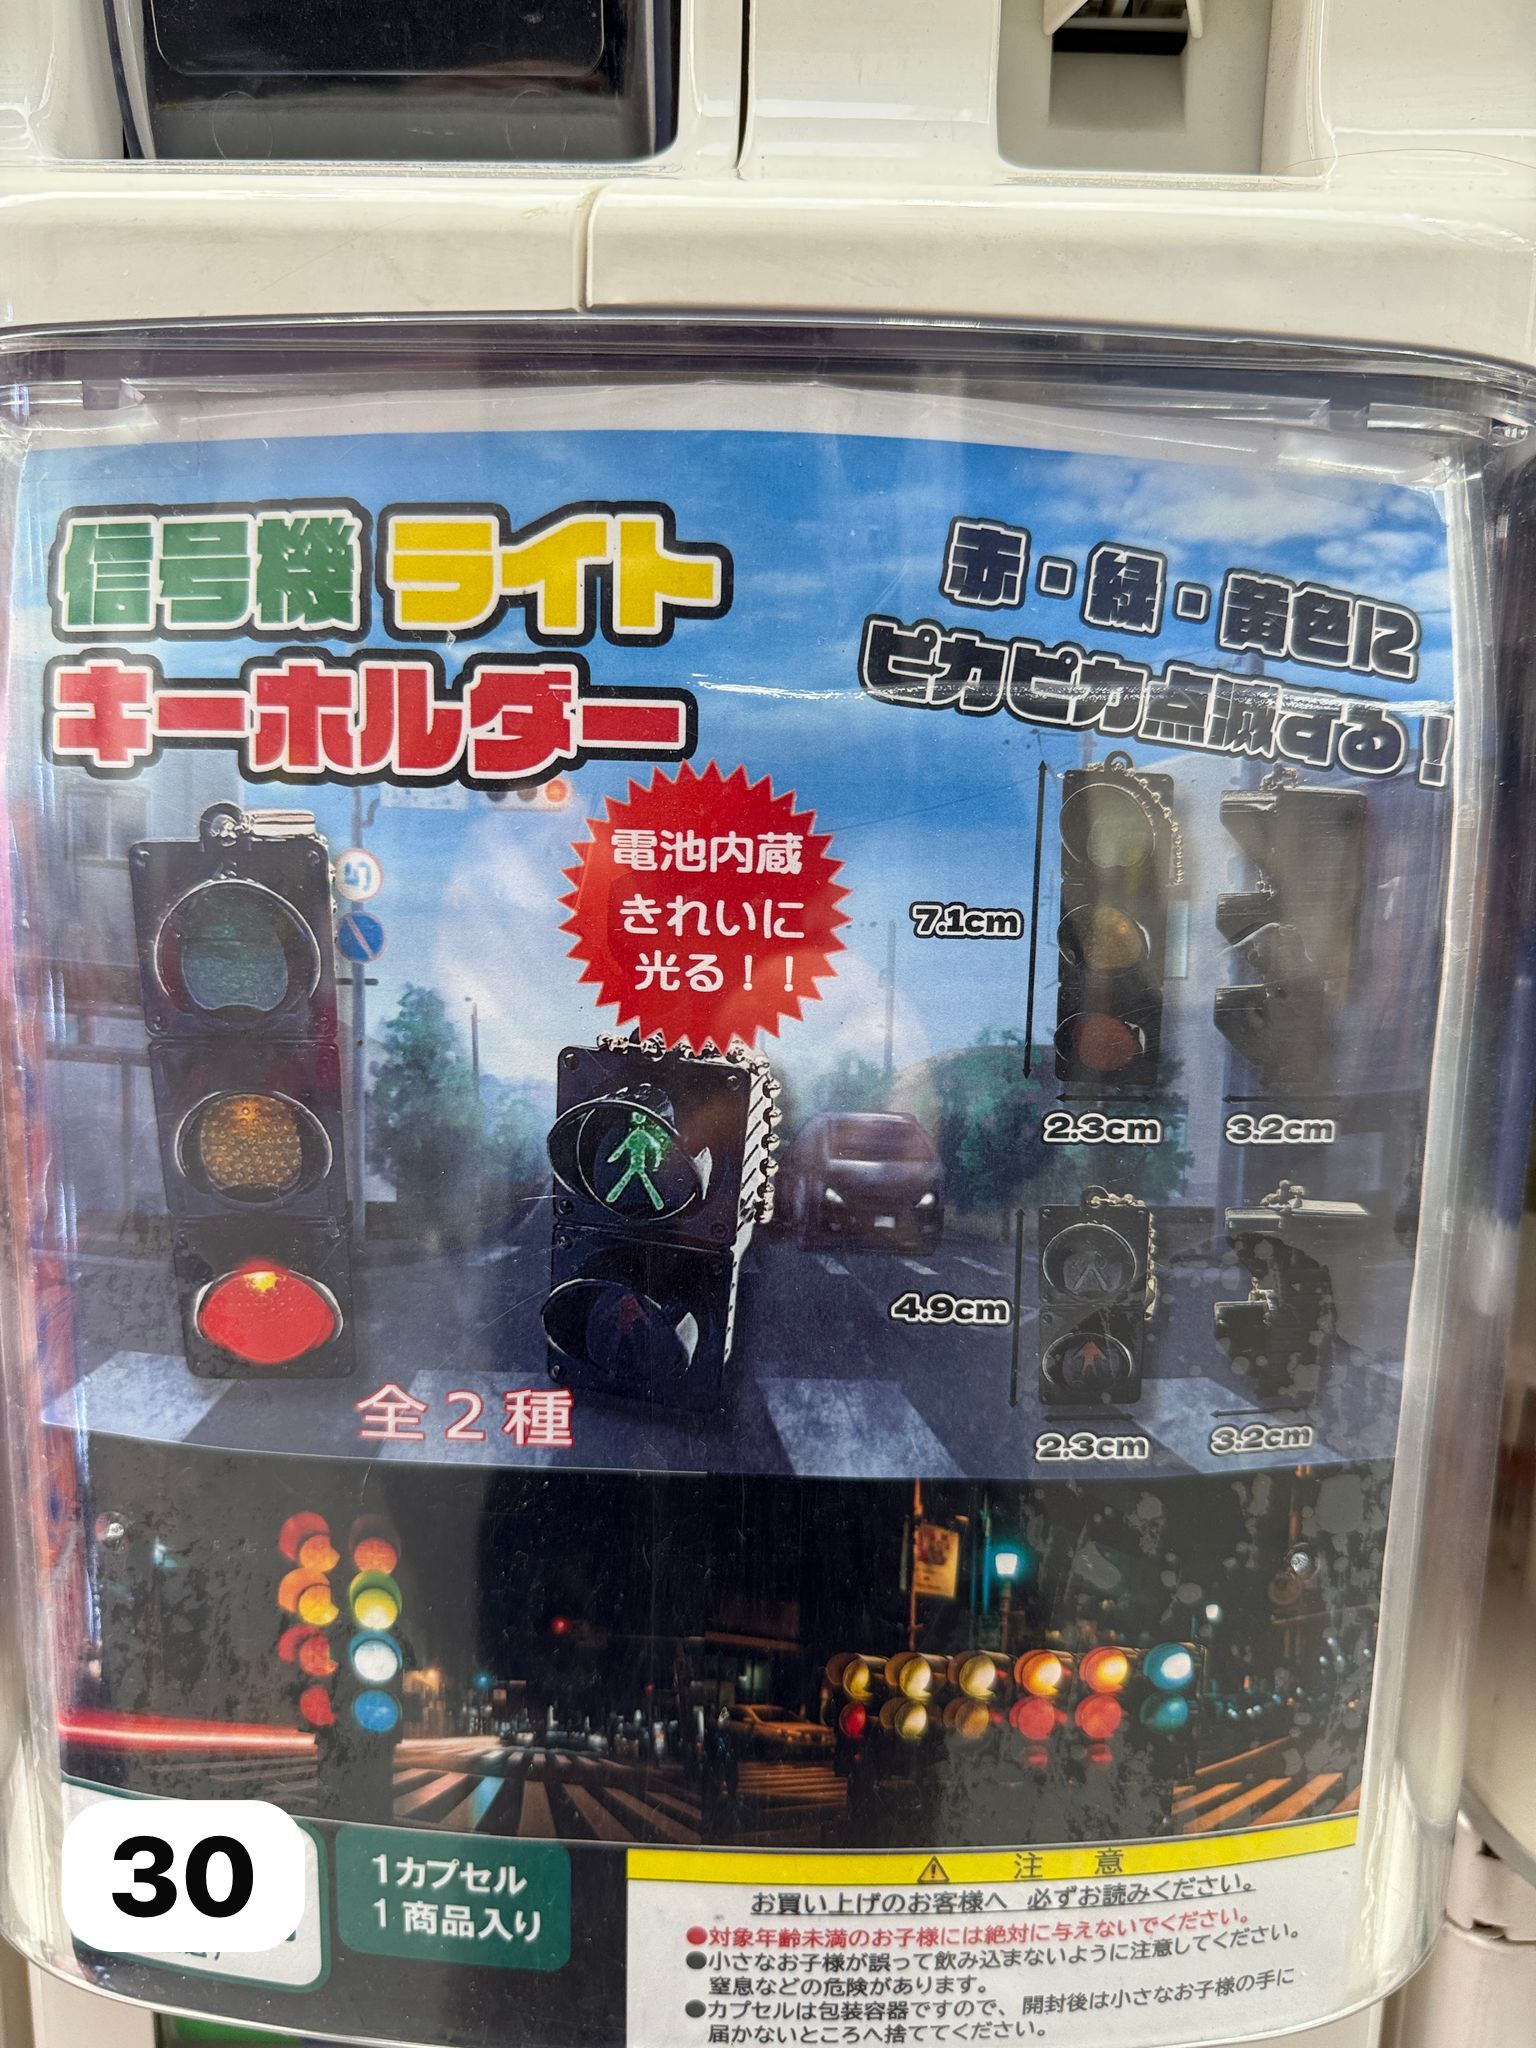 信号機 ライト
キーホルダー
赤・緑・黄色に
ピカピカ点滅する!
電池内蔵
きれいに
光る!!
7.1cm
2.3cm
3.2cm
4.9cm
2.3cm
3.2cm
全2種
30
1カプセル
1商品入り
注 意
お買い上げのお客様へ 必ずお読みください。
●対象年齢未満のお子様には絶対に与えないでください。
●小さなお子様が誤って飲み込まないように注意してください。
窒息などの危険があります。
●カプセルは包装容器ですので、開封後は小さなお子様の手に
届かないところへ捨ててください。